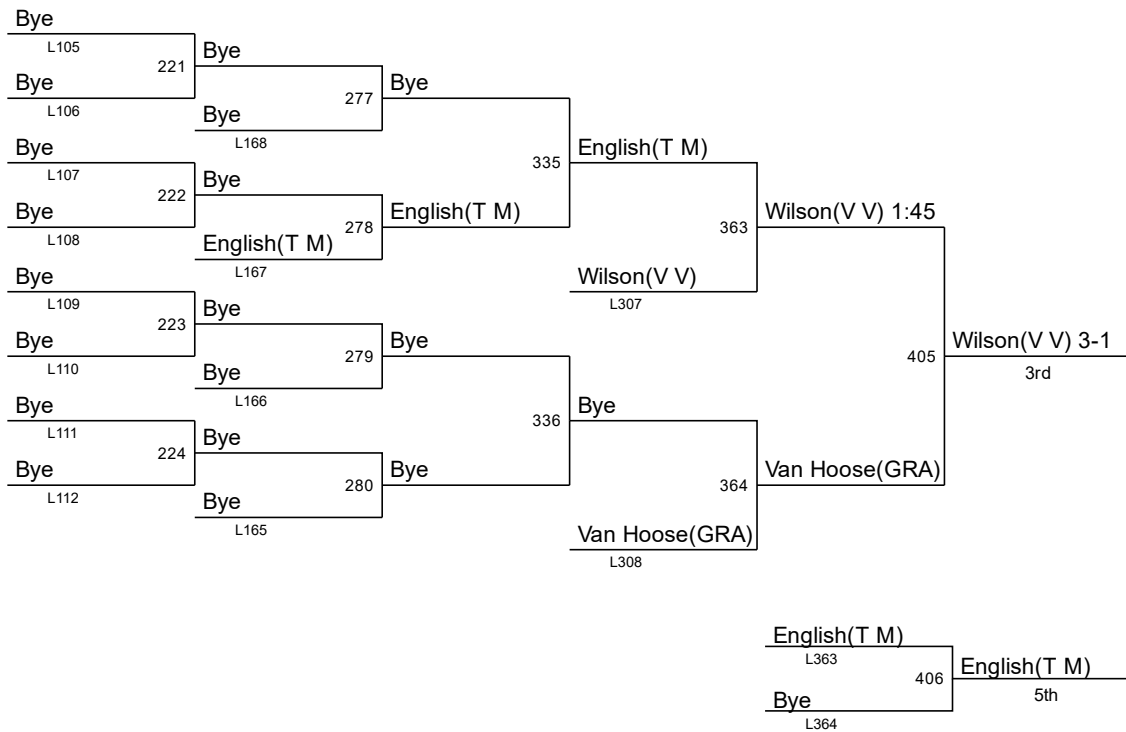 Bye
L105
Bye
221
Bye
L106
Bye
277
Bye
L168
Bye
L107
Bye
222
Bye
L108
English(T M)
278
English(T M)
L167
335
English(T M)
Wilson(V V)
L307
363
Wilson(V V) 1:45
Bye
L109
Bye
223
Bye
L110
Bye
279
Bye
L166
Bye
L111
Bye
224
Bye
L112
Bye
280
Bye
L165
336
Bye
Van Hoose(GRA)
L308
364
Van Hoose(GRA)
405
Wilson(V V) 3-1
3rd
English(T M)
L363
406
English(T M)
5th
Bye
L364